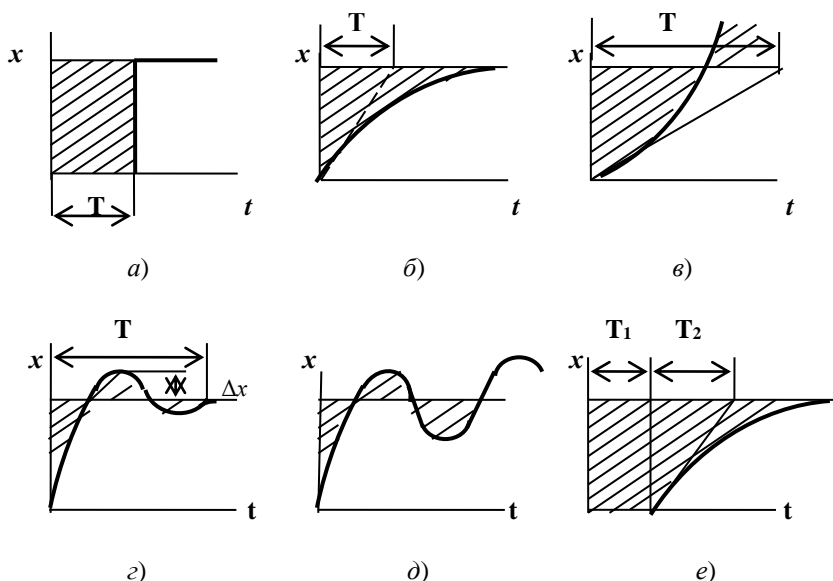 T T
x x x
T
t t t
а) б) в)
T T₁ T₂
x x x
Δx
t t t
г) д) е)